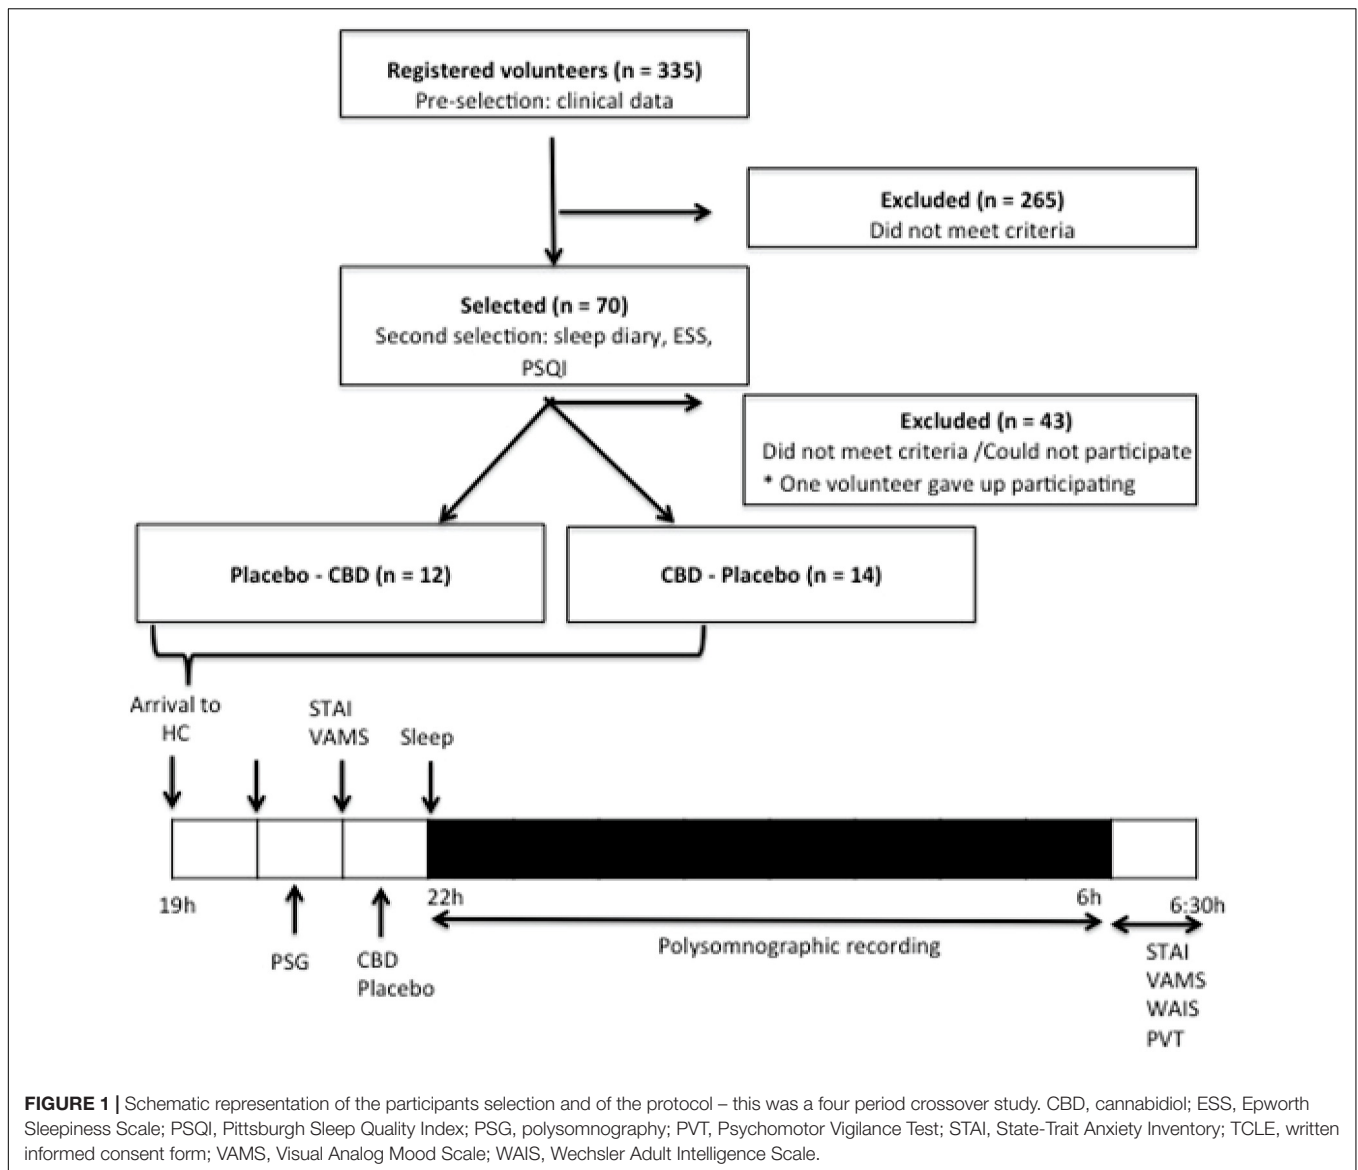 Registered volunteers (n = 335)
Pre-selection: clinical data
Excluded (n = 265)
Did not meet criteria
Selected (n = 70)
Second selection: sleep diary, ESS,
PSQI
Excluded (n = 43)
Did not meet criteria /Could not participate
* One volunteer gave up participating
Placebo - CBD (n = 12)
CBD - Placebo (n = 14)
Arrival to
HC
STAI
VAMS
Sleep
19h
22h
6h
6:30h
PSG
CBD
Placebo
Polysomnographic recording
STAI
VAMS
WAIS
PVT
FIGURE 1 | Schematic representation of the participants selection and of the protocol – this was a four period crossover study. CBD, cannabidiol; ESS, Epworth
Sleepiness Scale; PSQI, Pittsburgh Sleep Quality Index; PSG, polysomnography; PVT, Psychomotor Vigilance Test; STAI, State-Trait Anxiety Inventory; TCLE, written
informed consent form; VAMS, Visual Analog Mood Scale; WAIS, Wechsler Adult Intelligence Scale.